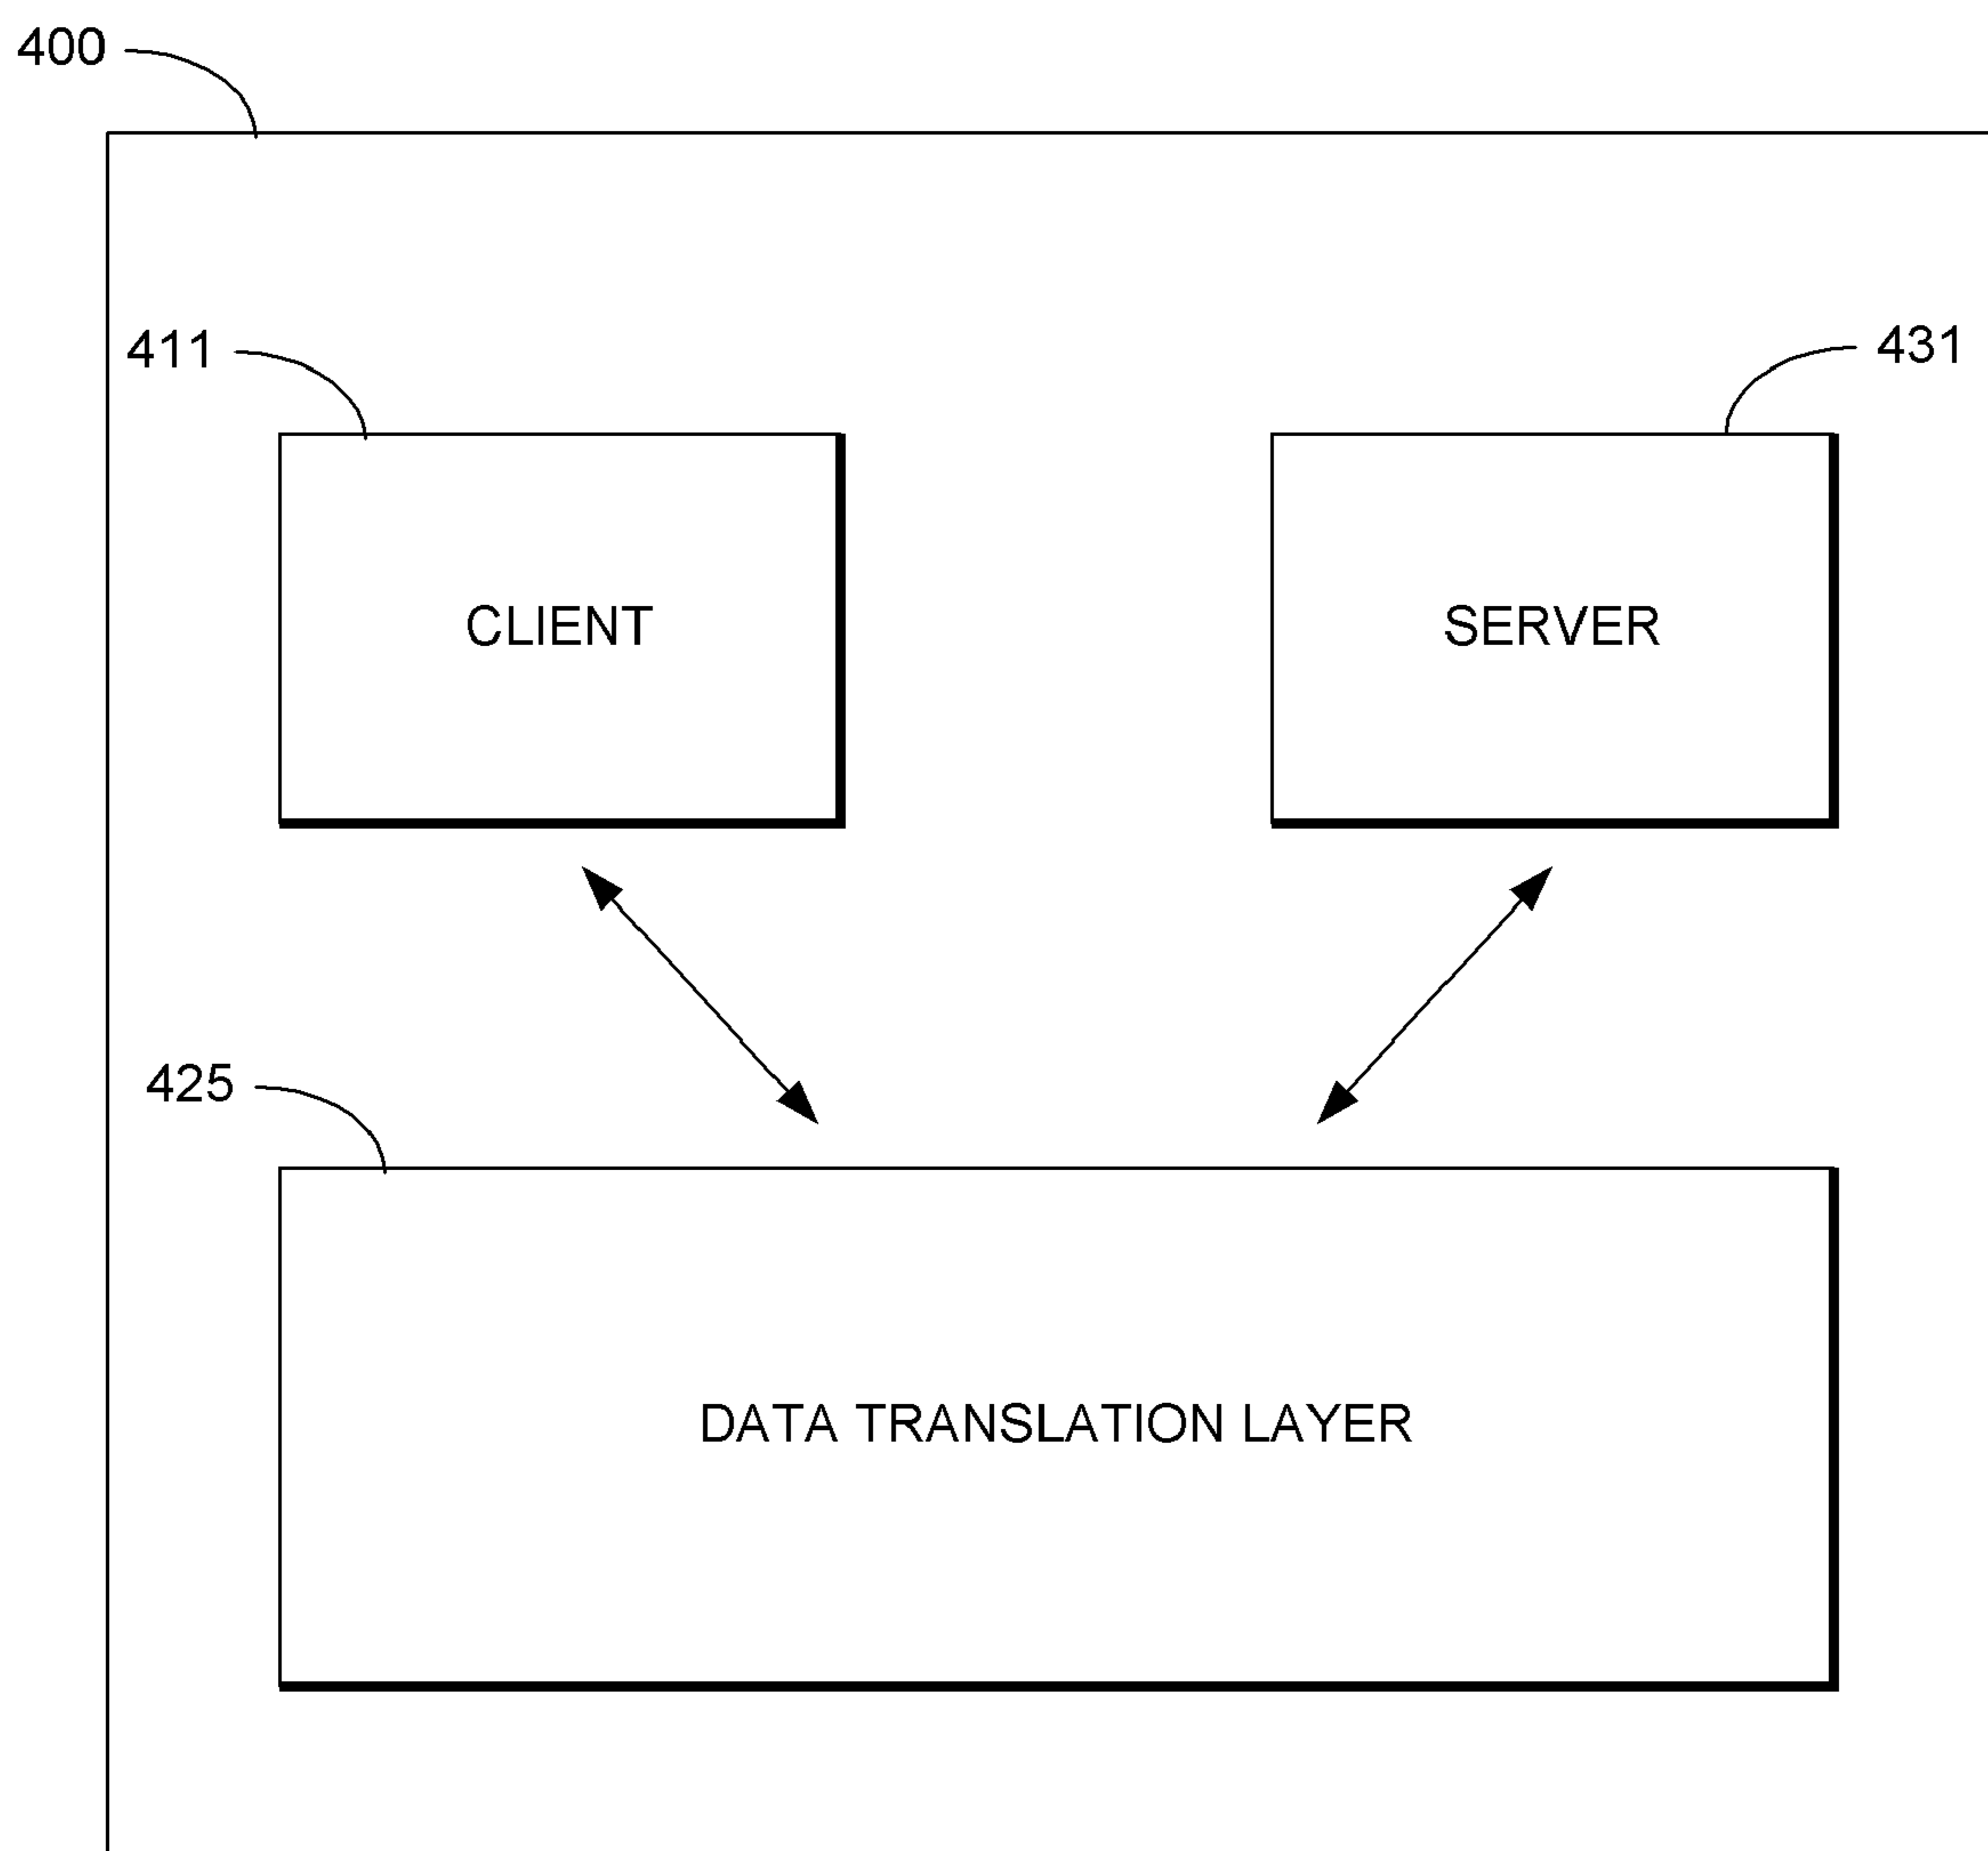 400
411
431
CLIENT
SERVER
425
DATA TRANSLATION LAYER